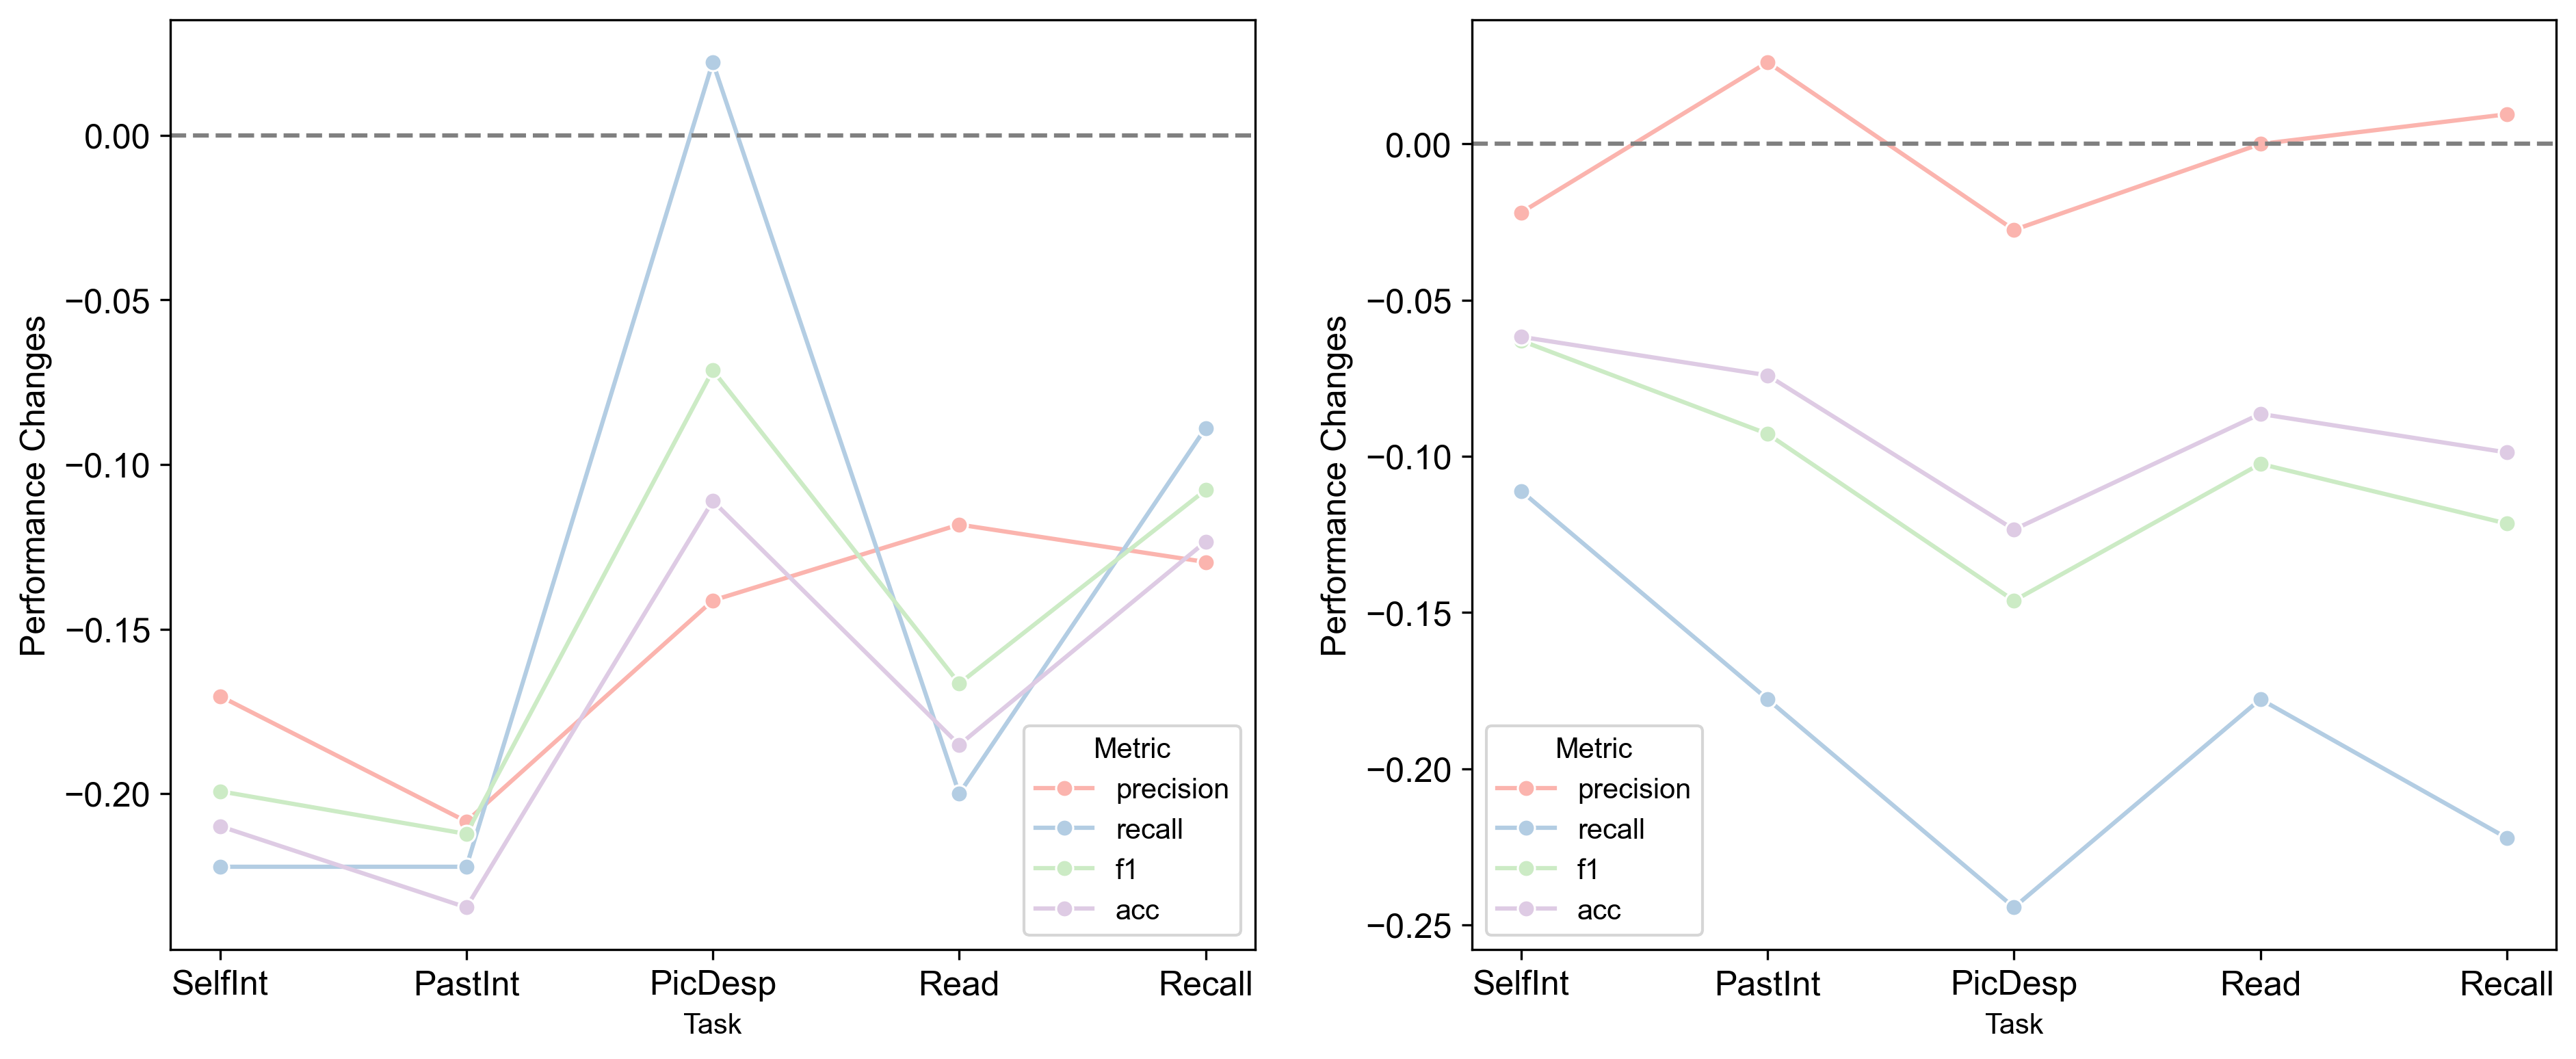 Performance Changes
0.00
−0.05
−0.10
−0.15
−0.20
SelfInt
PastInt
PicDesp
Read
Recall
Task
Metric
precision
recall
f1
acc
Performance Changes
0.00
−0.05
−0.10
−0.15
−0.20
−0.25
SelfInt
PastInt
PicDesp
Read
Recall
Task
Metric
precision
recall
f1
acc